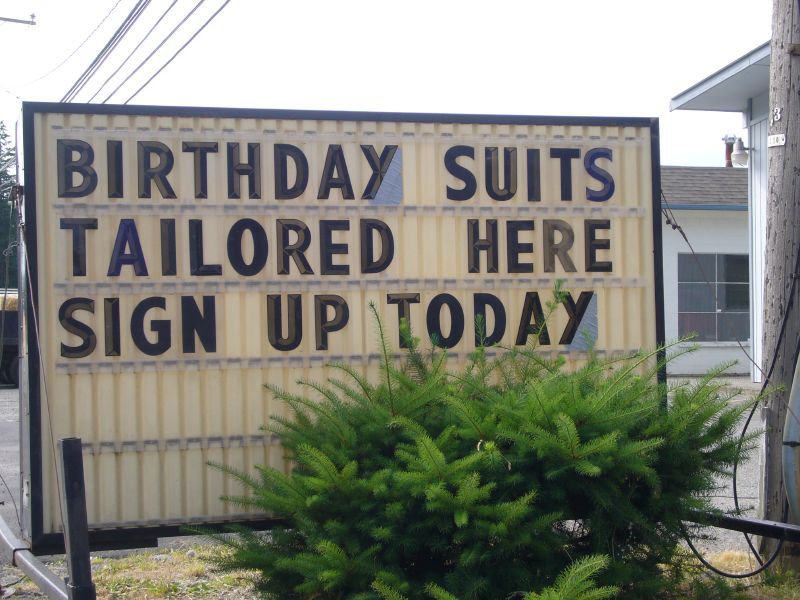 BIRTHDAY SUITS
TAILORED HERE
SIGN UP TODAY